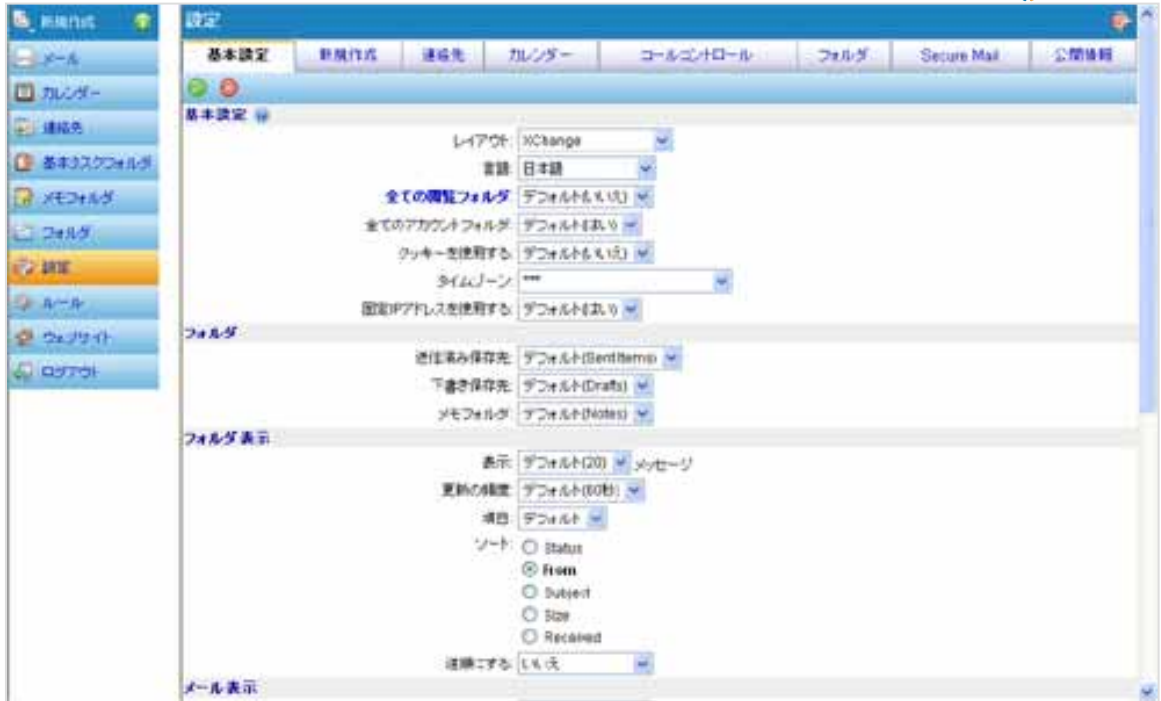 新規作成
メール
カレンダー
連絡先
基本タスクフォルダ
メモフォルダ
フォルダ
設定
ルール
ウェブサイト
ログアウト
設定
基本設定 新規作成 連絡先 カレンダー コールコントロール フォルダ Secure Mail 公開情報
基本設定
レイアウト: XChange
言語: 日本語
全ての閲覧フォルダ デフォルト(いいえ)
全てのアカウントフォルダ: デフォルト(はい)
クッキーを使用する: デフォルト(いいえ)
タイムゾーン: ***
固定IPアドレスを使用する: デフォルト(はい)
フォルダ
送信済み保存先: デフォルト(SentItems)
下書き保存先: デフォルト(Drafts)
メモフォルダ: デフォルト(Notes)
フォルダ表示
表示: デフォルト(20) メッセージ
更新の頻度: デフォルト(60秒)
項目: デフォルト
ソート: Status
From
Subject
Size
Received
逆順にする: いいえ
メール表示